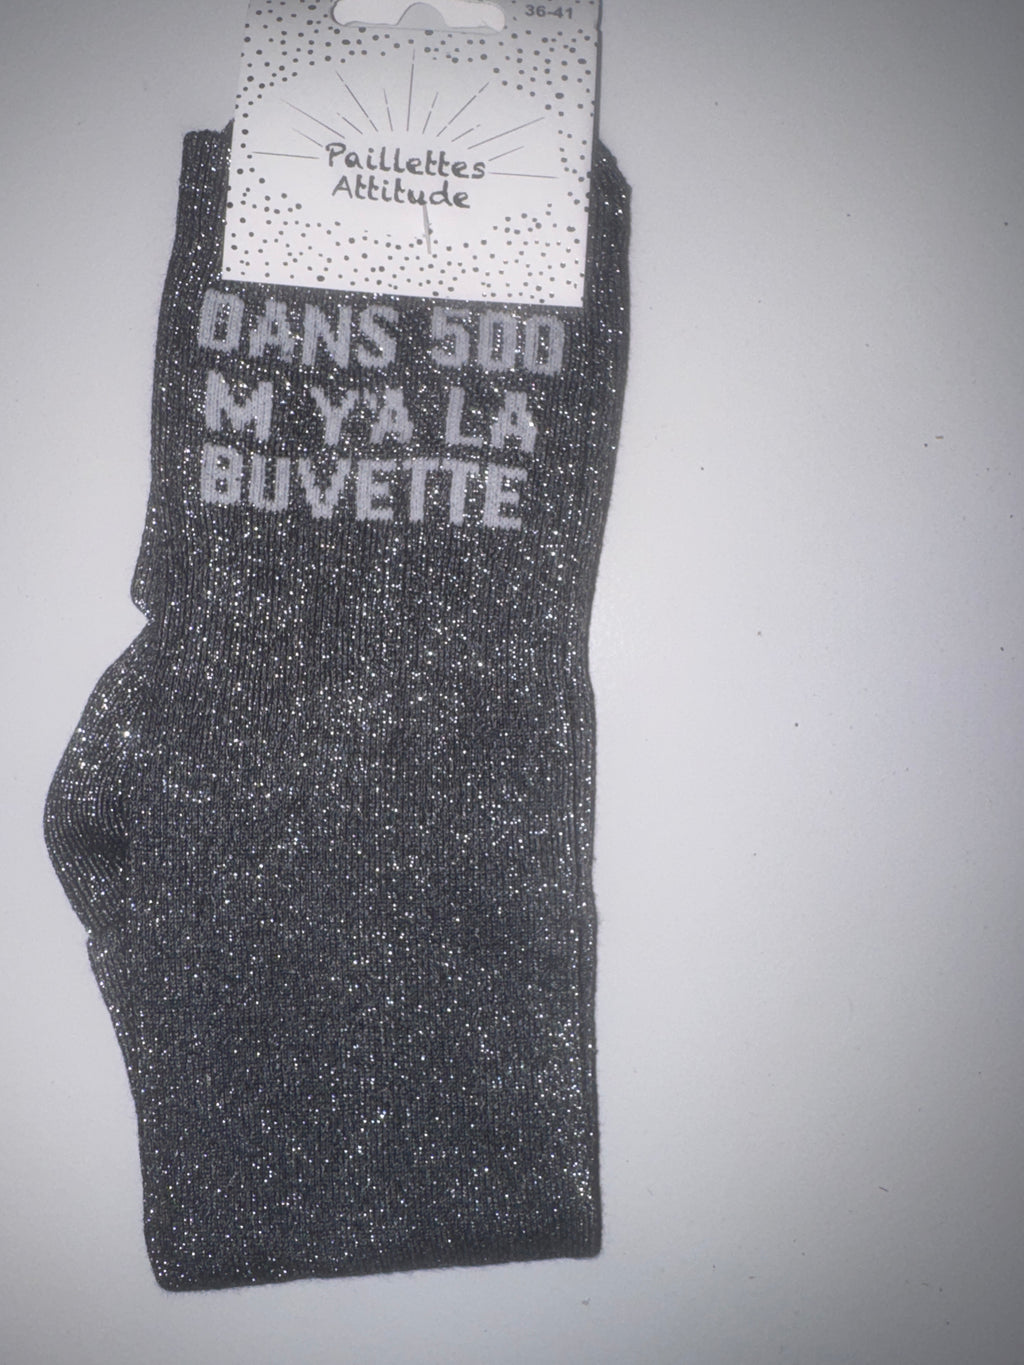 36-41
Paillettes
Attitude
DANS 500
M Y'A LA
BUVETTE